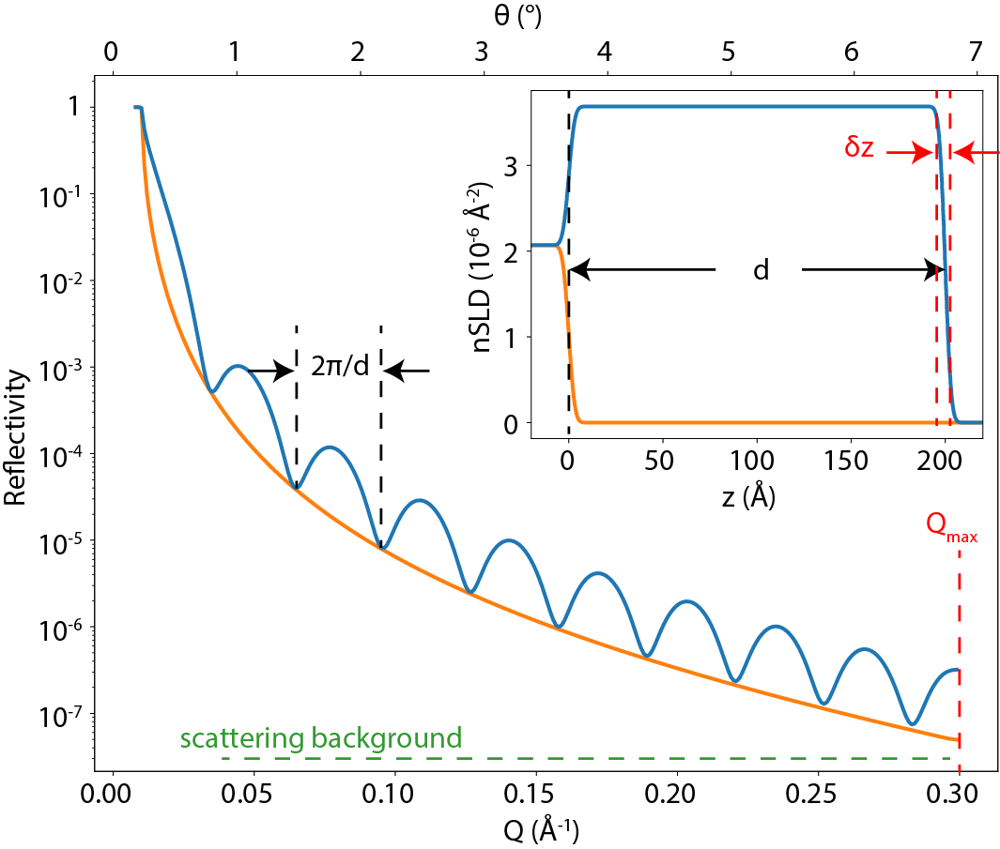 θ (°)
0 1 2 3 4 5 6 7
Reflectivity
1
10⁻¹
10⁻²
10⁻³
10⁻⁴
10⁻⁵
10⁻⁶
10⁻⁷
2π/d
scattering background
Qmax
0.00 0.05 0.10 0.15 0.20 0.25 0.30
Q (Å⁻¹)
nSLD (10⁻⁶ Å⁻²)
3
2
1
0
δz
d
0 50 100 150 200
z (Å)